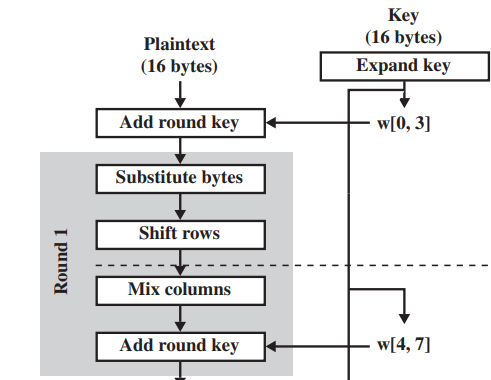 Key
(16 bytes)
Plaintext
(16 bytes)
Expand key
Add round key
w[0, 3]
Substitute bytes
Shift rows
Round 1
Mix columns
Add round key
w[4, 7]